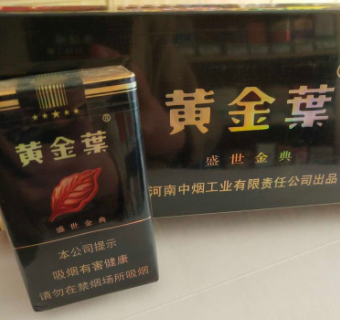 黄金葉®
盛世金典
本公司提示
吸烟有害健康
请勿在禁烟场所吸烟
黄金葉
盛世金典
河南中烟工业有限责任公司出品